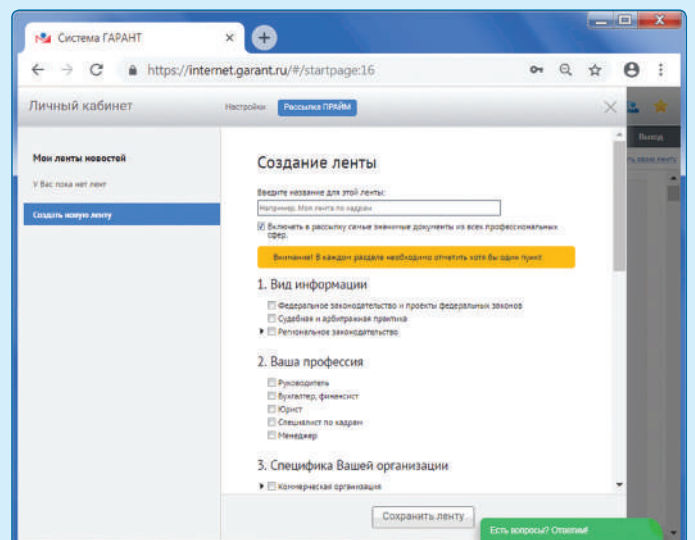 Система ГАРАНТ
https://internet.garant.ru/#/startpage:16
Личный кабинет
Настройки
Рассылка ПРАЙМ
Выход
Мои ленты новостей
У Вас пока нет лент
Создать новую ленту
Создание ленты
Введите название для этой ленты:
Например, Моя лента по кадрам
Включать в рассылку самые значимые документы из всех профессиональных
сфер.
Внимание! В каждом разделе необходимо отметить хотя бы один пункт.
1. Вид информации
Федеральное законодательство и проекты федеральных законов
Судебная и арбитражная практика
Региональное законодательство
2. Ваша профессия
Руководитель
Бухгалтер, финансист
Юрист
Специалист по кадрам
Менеджер
3. Специфика Вашей организации
Коммерческая организация
Сохранить ленту
Есть вопросы? Ответим!